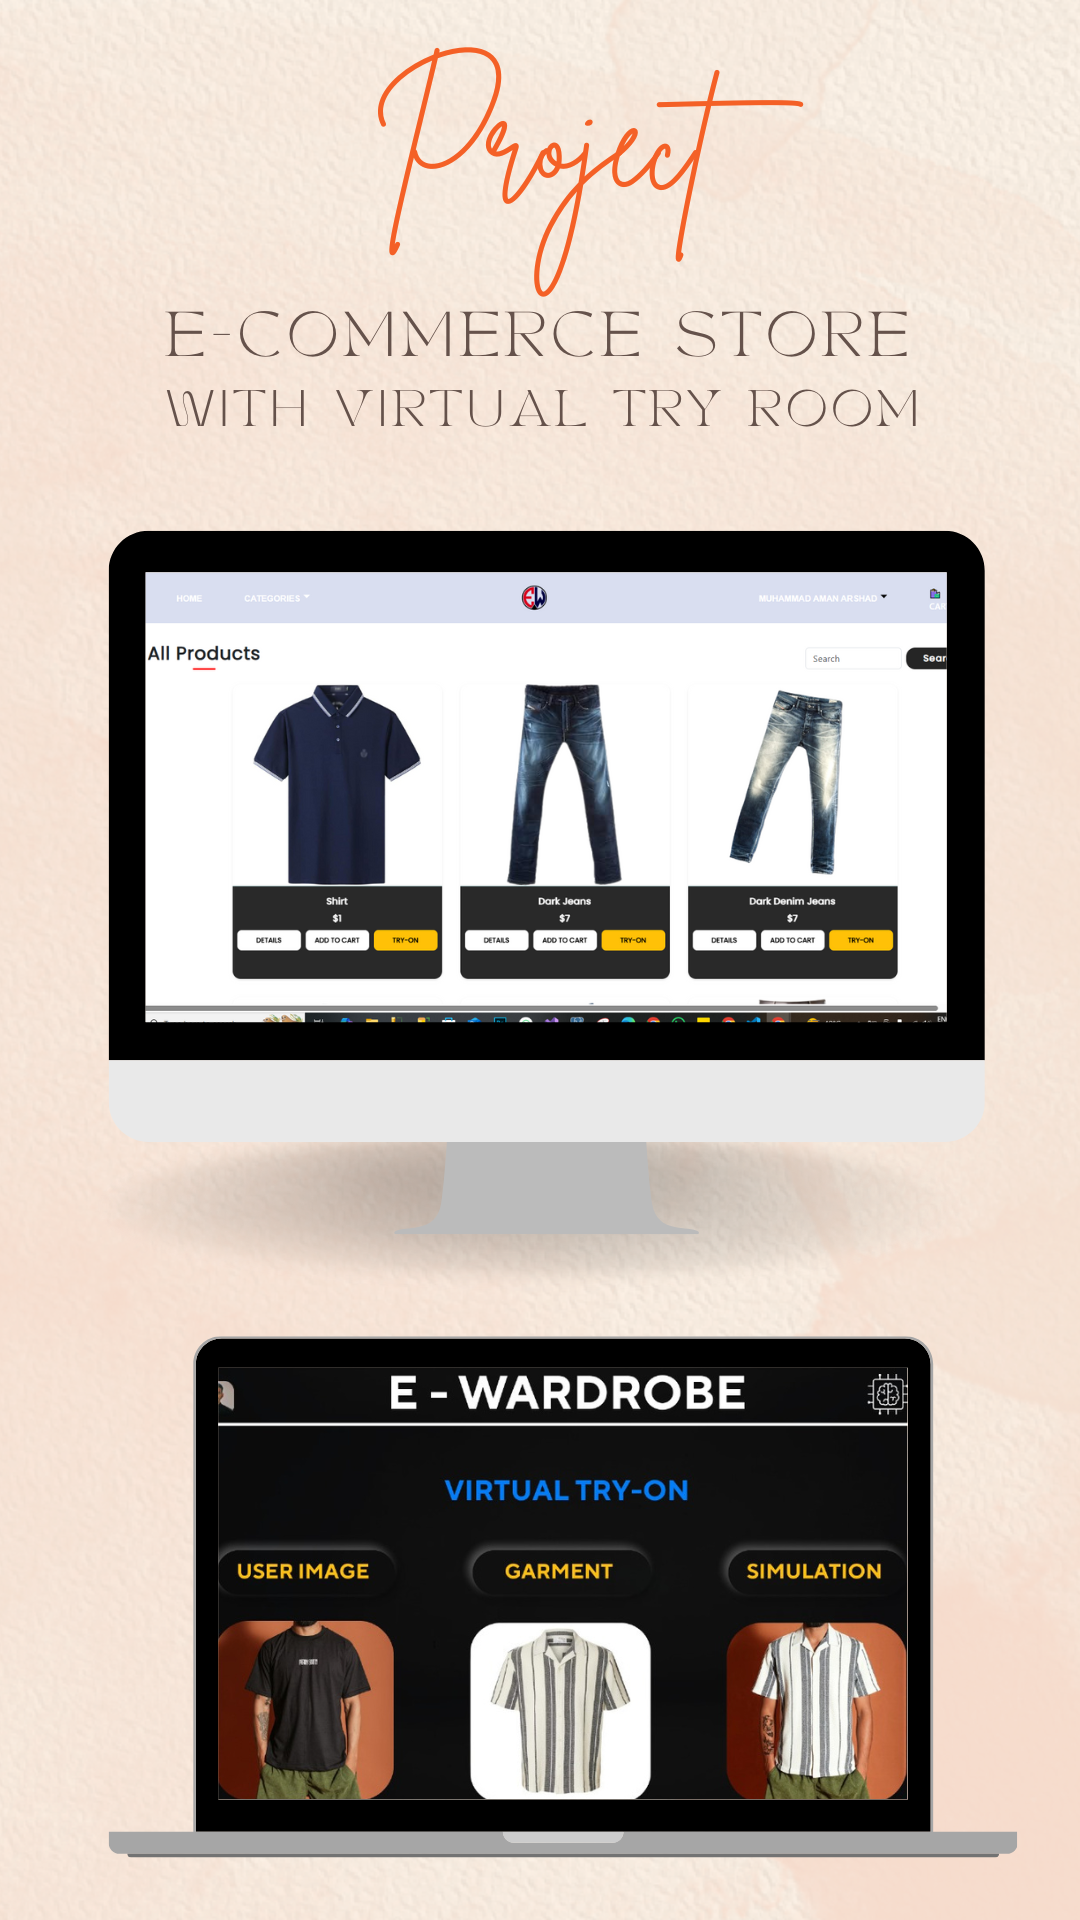 Project
E-COMMERCE STORE
WITH VIRTUAL TRY ROOM
HOME
CATEGORIES
EW
MUHAMMAD AMAN ARSHAD
CAR
All Products
Search
Sear
Shirt
$1
DETAILS
ADD TO CART
TRY-ON
Dark Jeans
$7
DETAILS
ADD TO CART
TRY-ON
Dark Denim Jeans
$7
DETAILS
ADD TO CART
TRY-ON
E - WARDROBE
VIRTUAL TRY-ON
USER IMAGE
GARMENT
SIMULATION